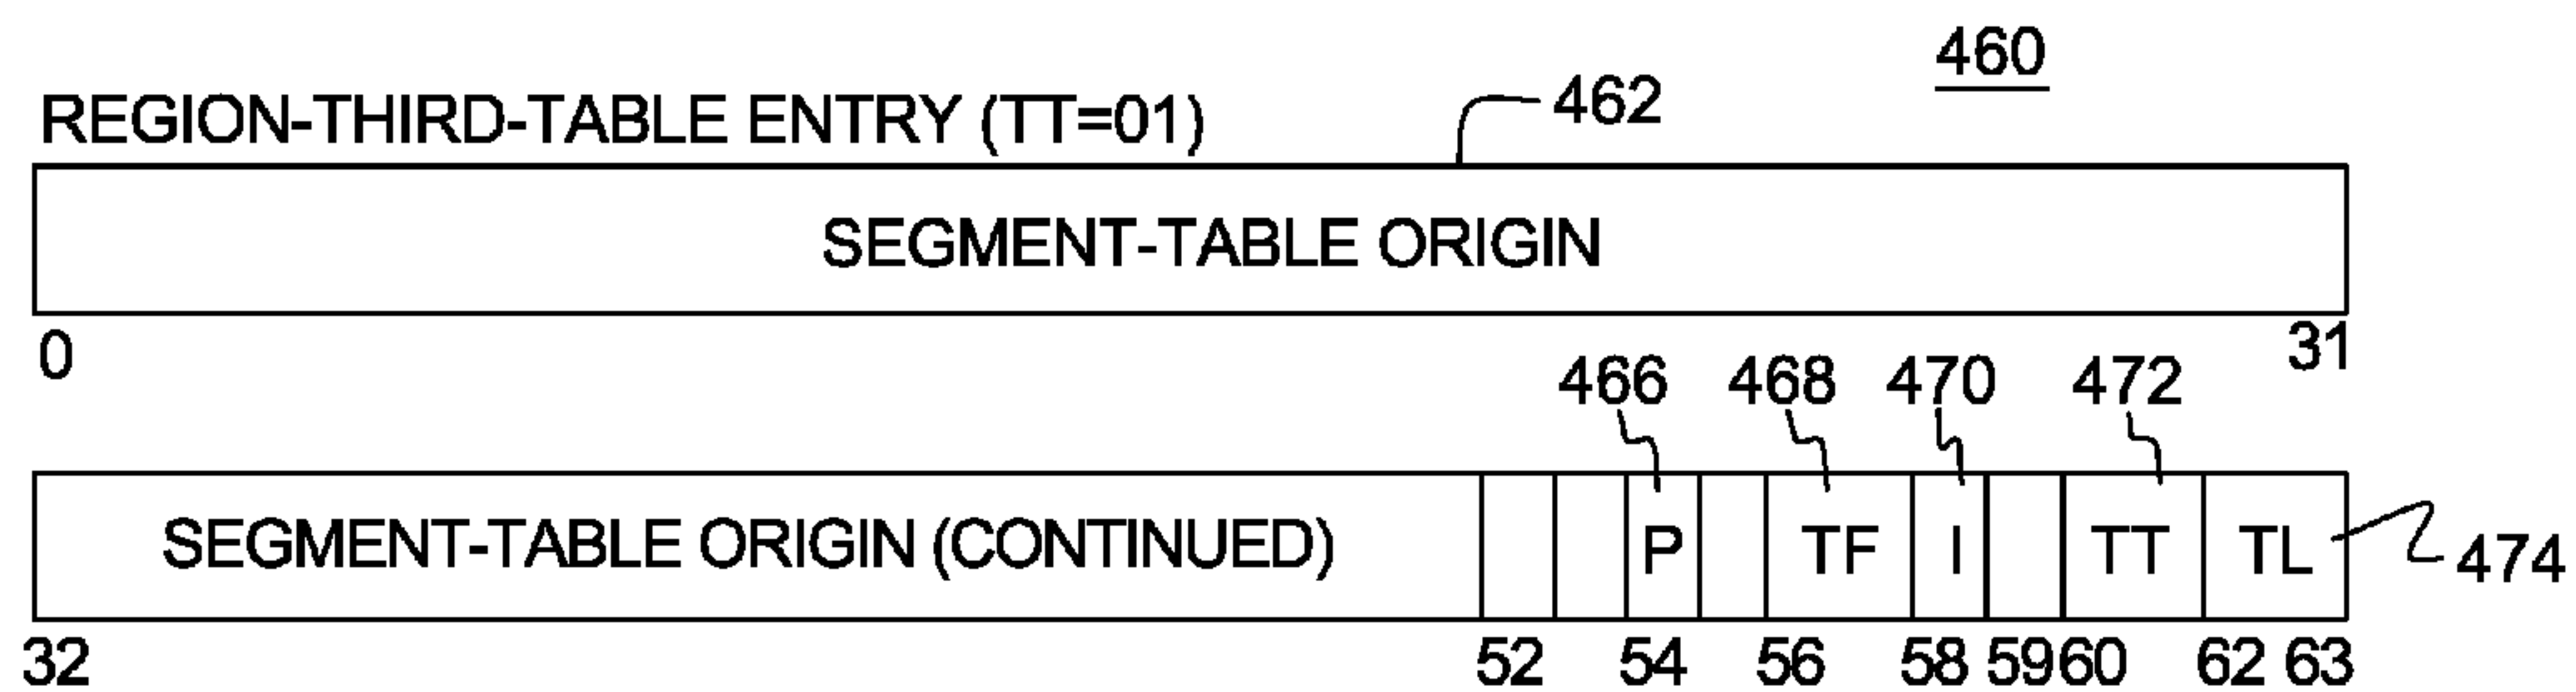 460
REGION-THIRD-TABLE ENTRY (TT=01) 462
SEGMENT-TABLE ORIGIN
0 31
466 468 470 472
SEGMENT-TABLE ORIGIN (CONTINUED) P TF I TT TL 474
32 52 54 56 58 59 60 62 63